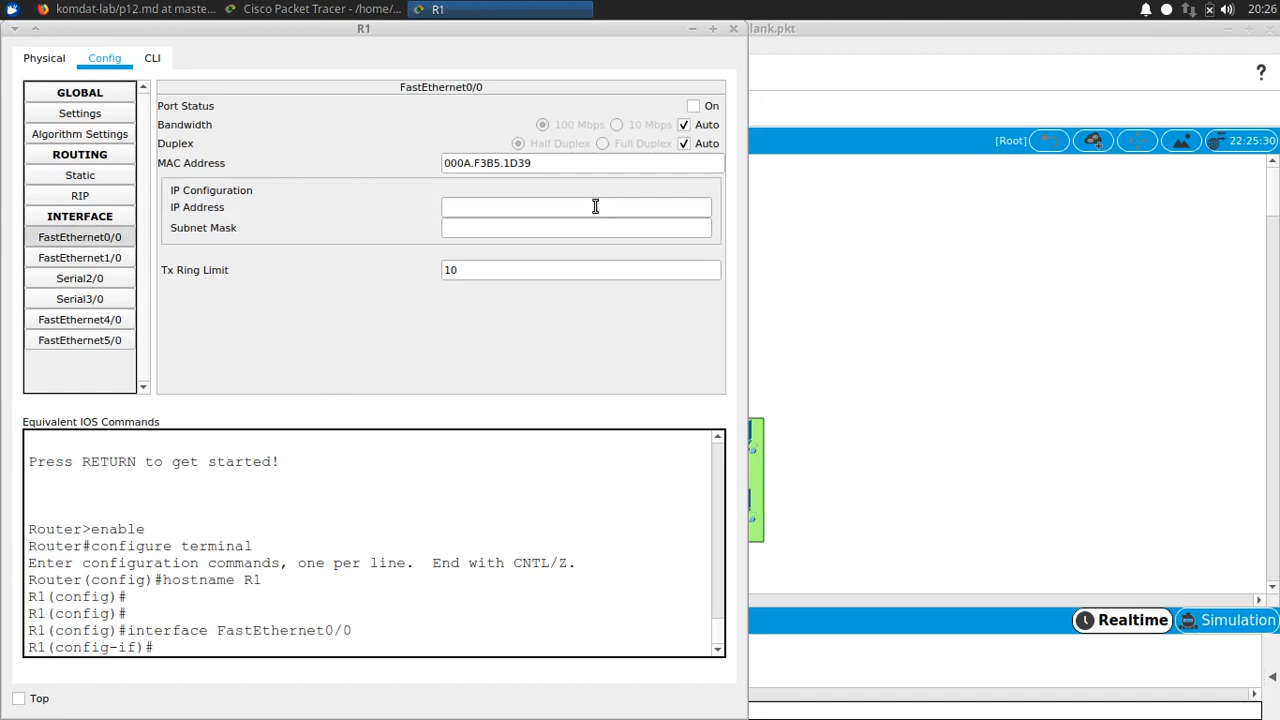 komdat-lab/p12.md at maste...
Cisco Packet Tracer - /home/...
R1
20:26
R1
lank.pkt
Physical
Config
CLI
GLOBAL
Settings
Algorithm Settings
ROUTING
Static
RIP
INTERFACE
FastEthernet0/0
FastEthernet1/0
Serial2/0
Serial3/0
FastEthernet4/0
FastEthernet5/0
FastEthernet0/0
Port Status
On
Bandwidth
100 Mbps
10 Mbps
Auto
Duplex
Half Duplex
Full Duplex
Auto
MAC Address
000A.F3B5.1D39
IP Configuration
IP Address
Subnet Mask
Tx Ring Limit
10
?
[Root]
22:25:30
Equivalent IOS Commands
Press RETURN to get started!
Router>enable
Router#configure terminal
Enter configuration commands, one per line.  End with CNTL/Z.
Router(config)#hostname R1
R1(config)#
R1(config)#
R1(config)#interface FastEthernet0/0
R1(config-if)#
Realtime
Simulation
Top